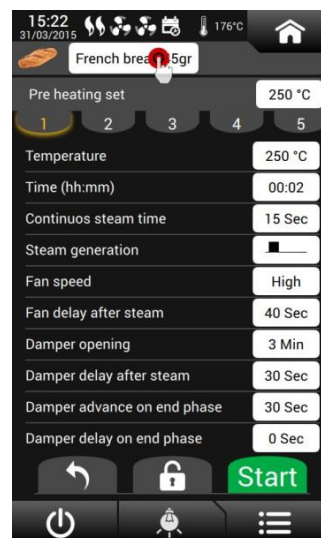 15:22
31/03/2015
176°C
French brea 5gr
Pre heating set 250 °C
1 2 3 4 5
Temperature 250 °C
Time (hh:mm) 00:02
Continuos steam time 15 Sec
Steam generation
Fan speed High
Fan delay after steam 40 Sec
Damper opening 3 Min
Damper delay after steam 30 Sec
Damper advance on end phase 30 Sec
Damper delay on end phase 0 Sec
Start